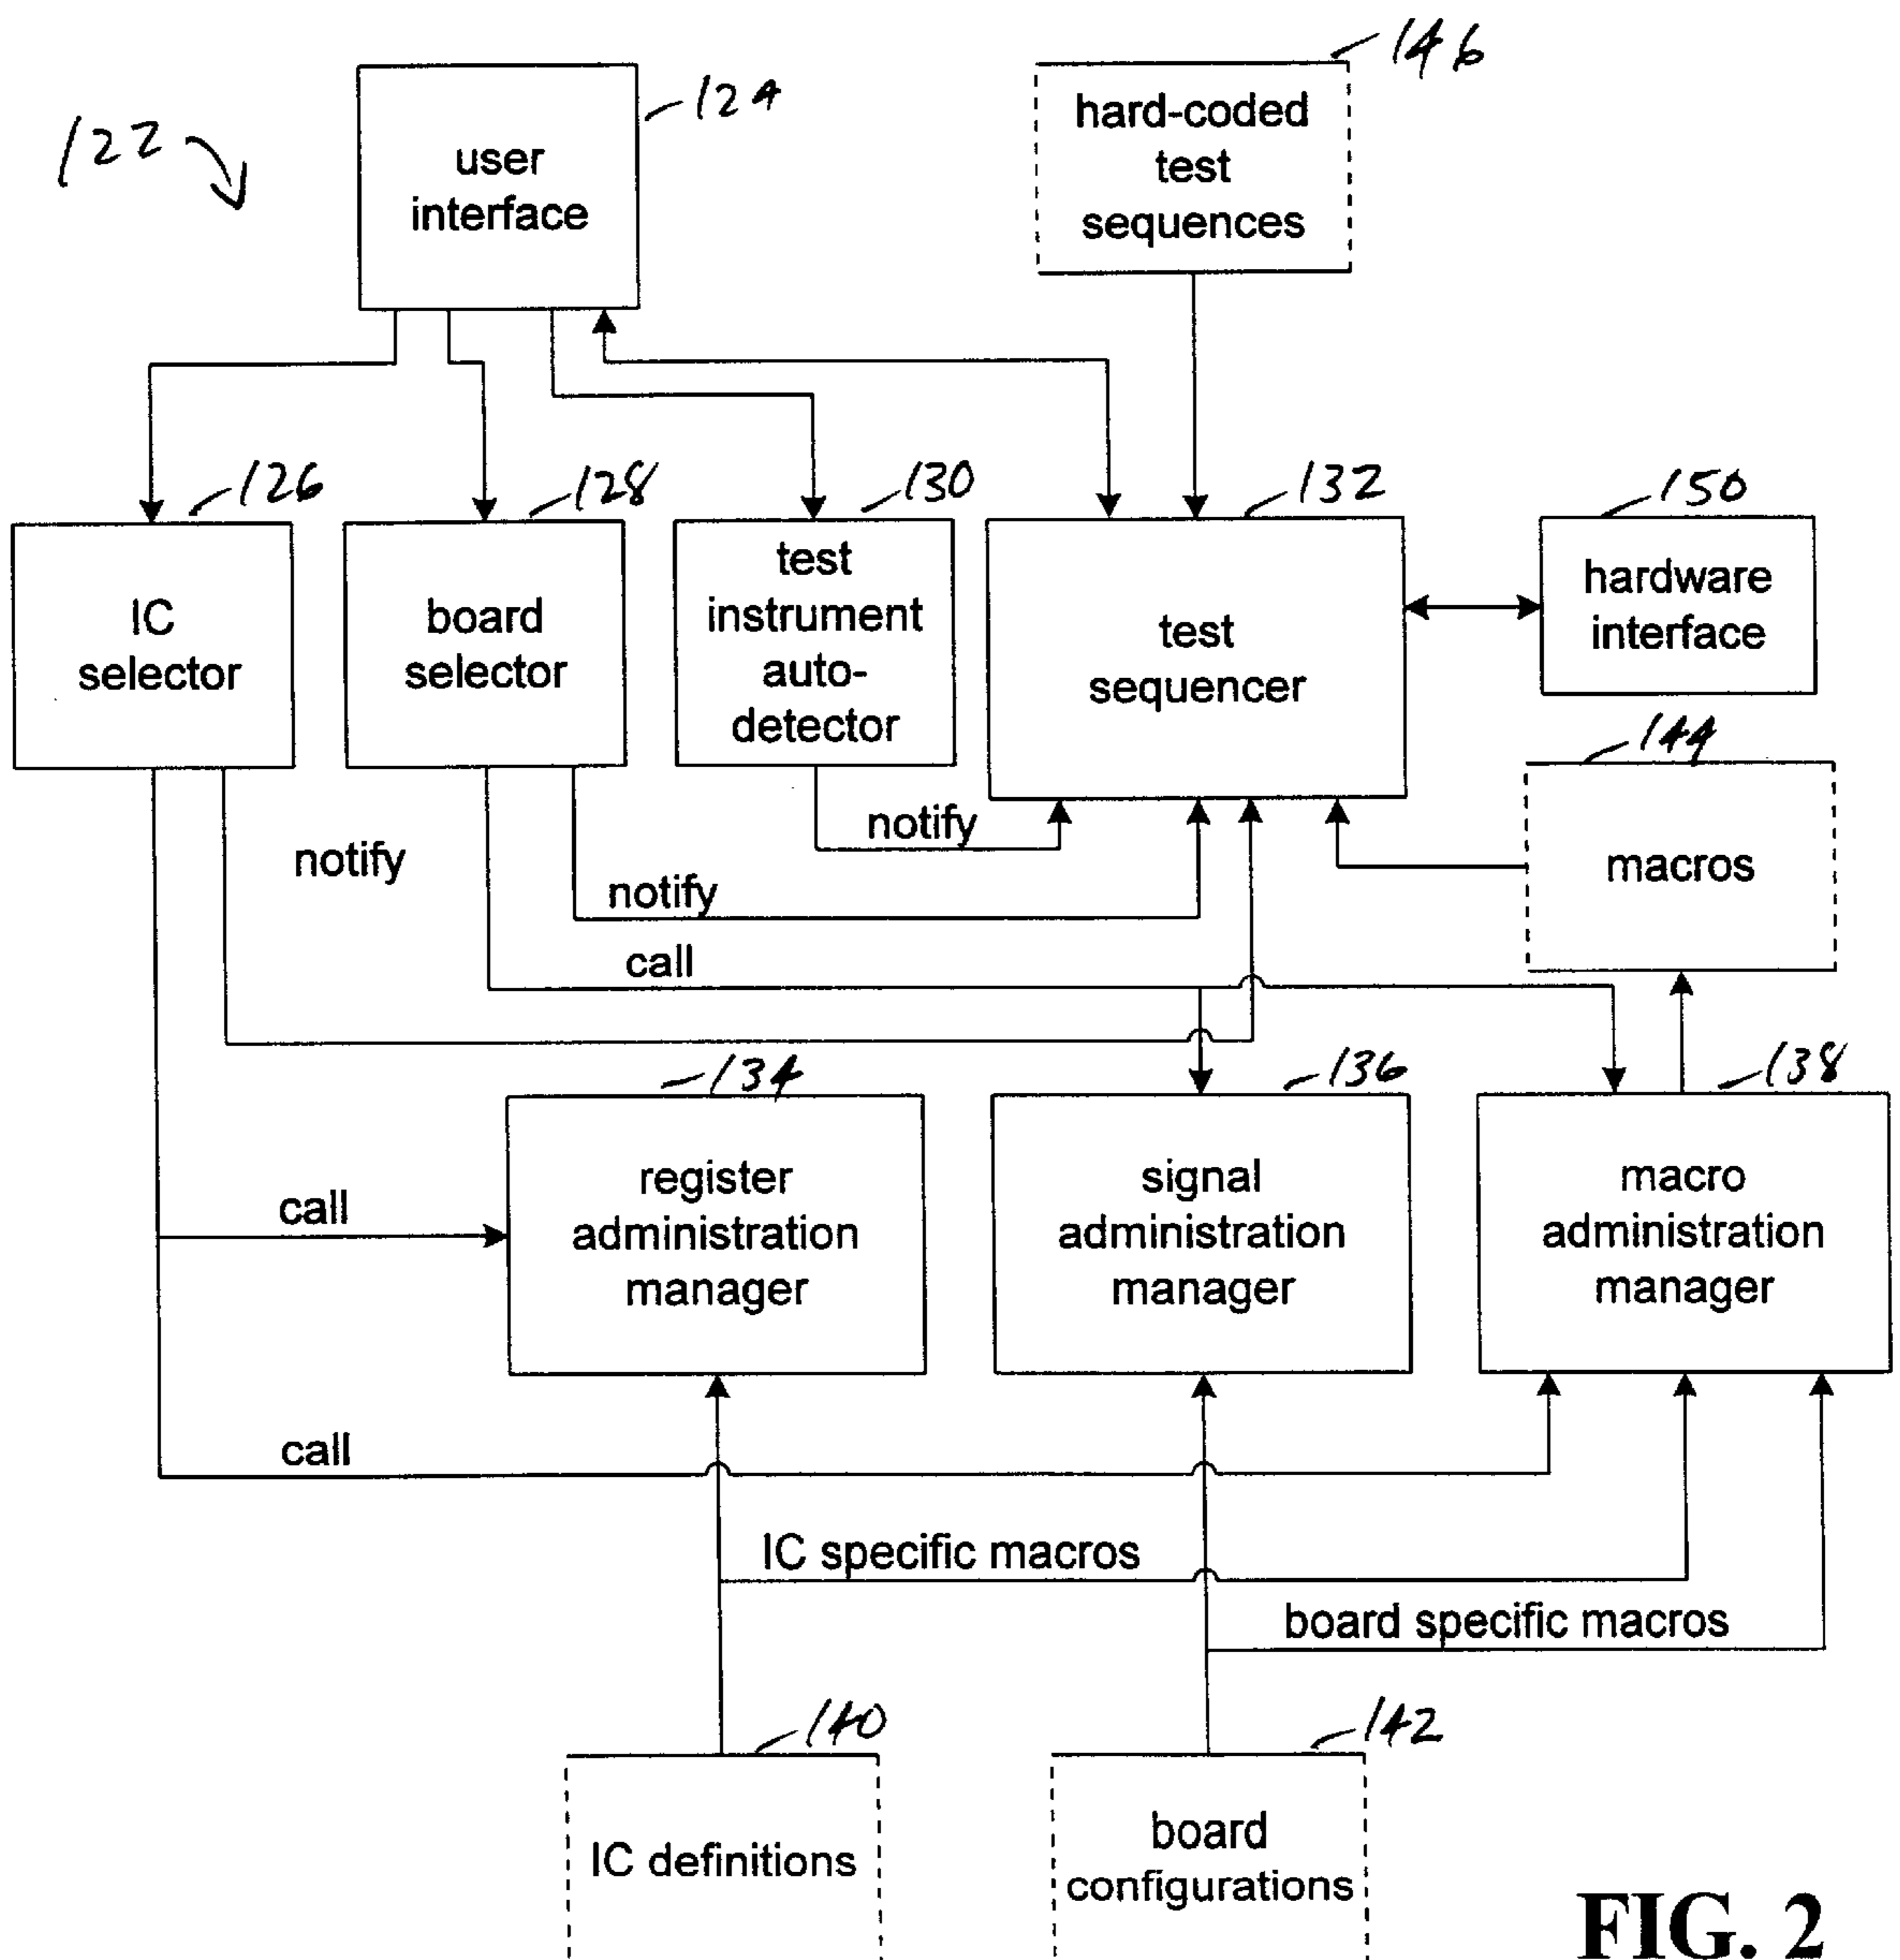 146
124
122
user
interface
hard-coded
test
sequences
126
128
130
132
150
IC
selector
board
selector
test
instrument
auto-
detector
test
sequencer
hardware
interface
144
notify
notify
notify
macros
call
134
136
138
call
register
administration
manager
signal
administration
manager
macro
administration
manager
call
IC specific macros
board specific macros
140
142
IC definitions
board
configurations
FIG. 2